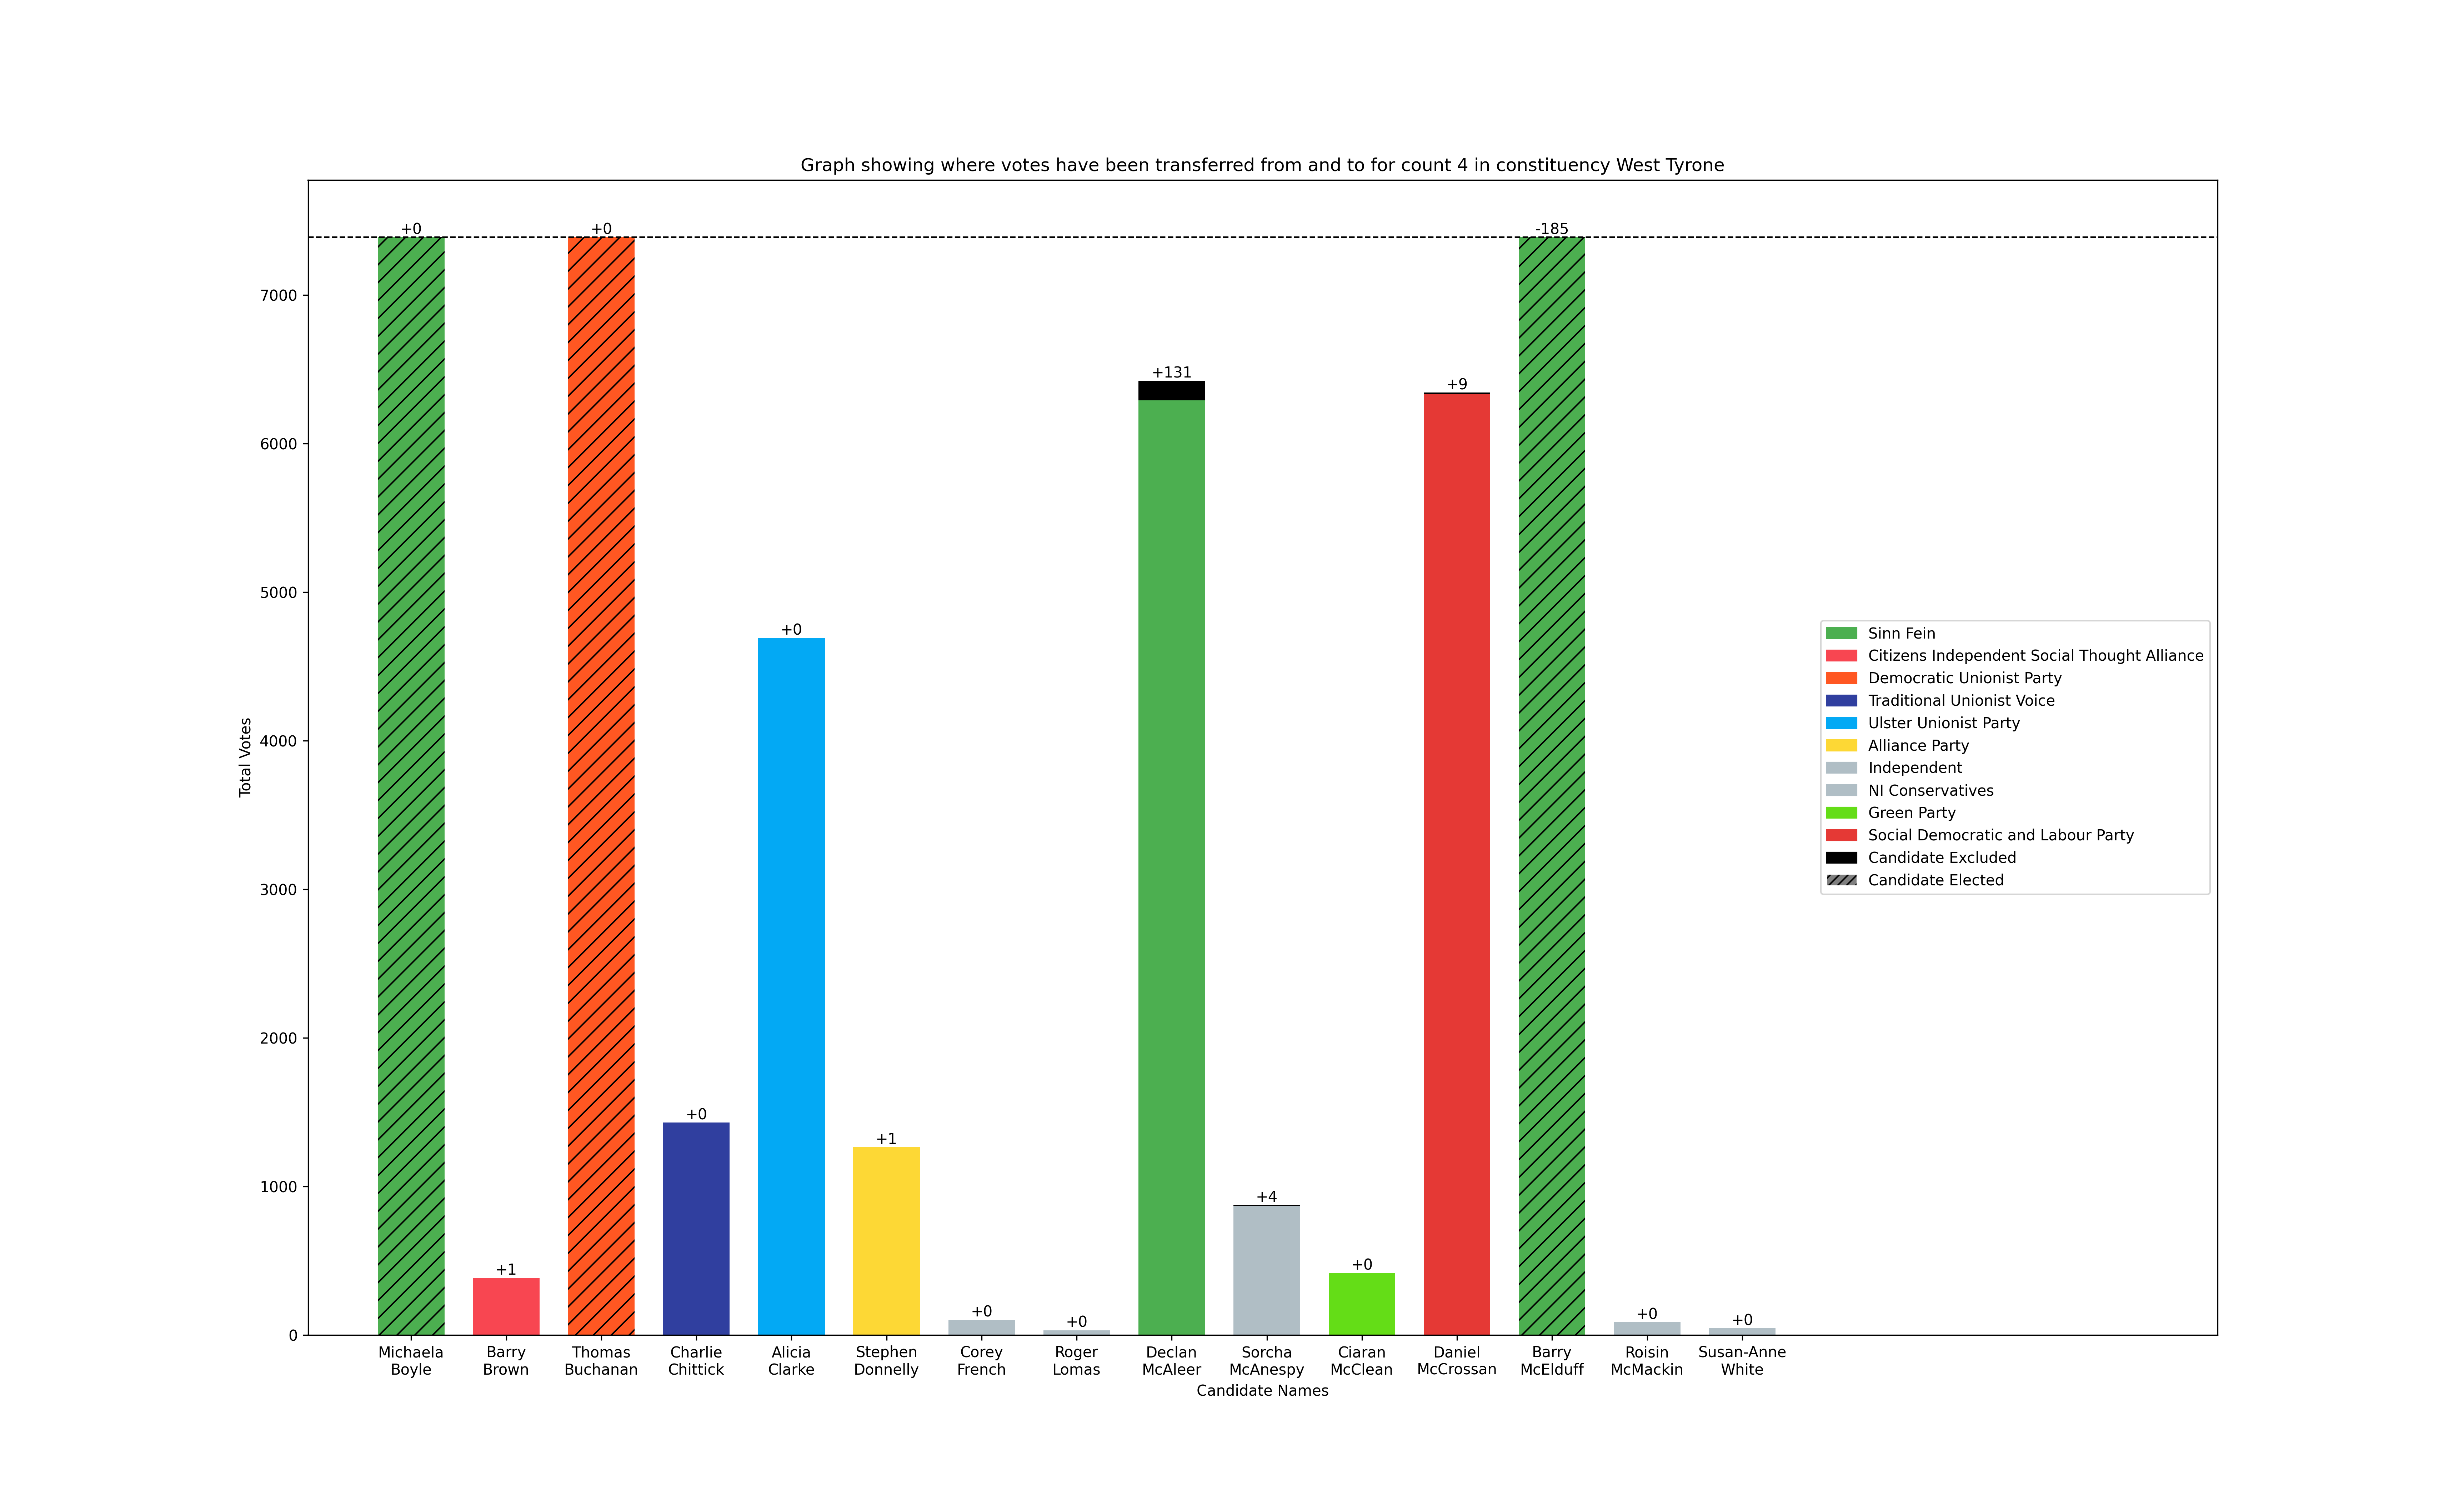 Graph showing where votes have been transferred from and to for count 4 in constituency West Tyrone
Total Votes
7000
6000
5000
4000
3000
2000
1000
0
+0
+1
+0
+0
+0
+1
+0
+0
+131
+4
+0
+9
-185
+0
+0
Michaela
Boyle
Barry
Brown
Thomas
Buchanan
Charlie
Chittick
Alicia
Clarke
Stephen
Donnelly
Corey
French
Roger
Lomas
Declan
McAleer
Sorcha
McAnespy
Ciaran
McClean
Daniel
McCrossan
Barry
McElduff
Roisin
McMackin
Susan-Anne
White
Candidate Names
Sinn Fein
Citizens Independent Social Thought Alliance
Democratic Unionist Party
Traditional Unionist Voice
Ulster Unionist Party
Alliance Party
Independent
NI Conservatives
Green Party
Social Democratic and Labour Party
Candidate Excluded
Candidate Elected